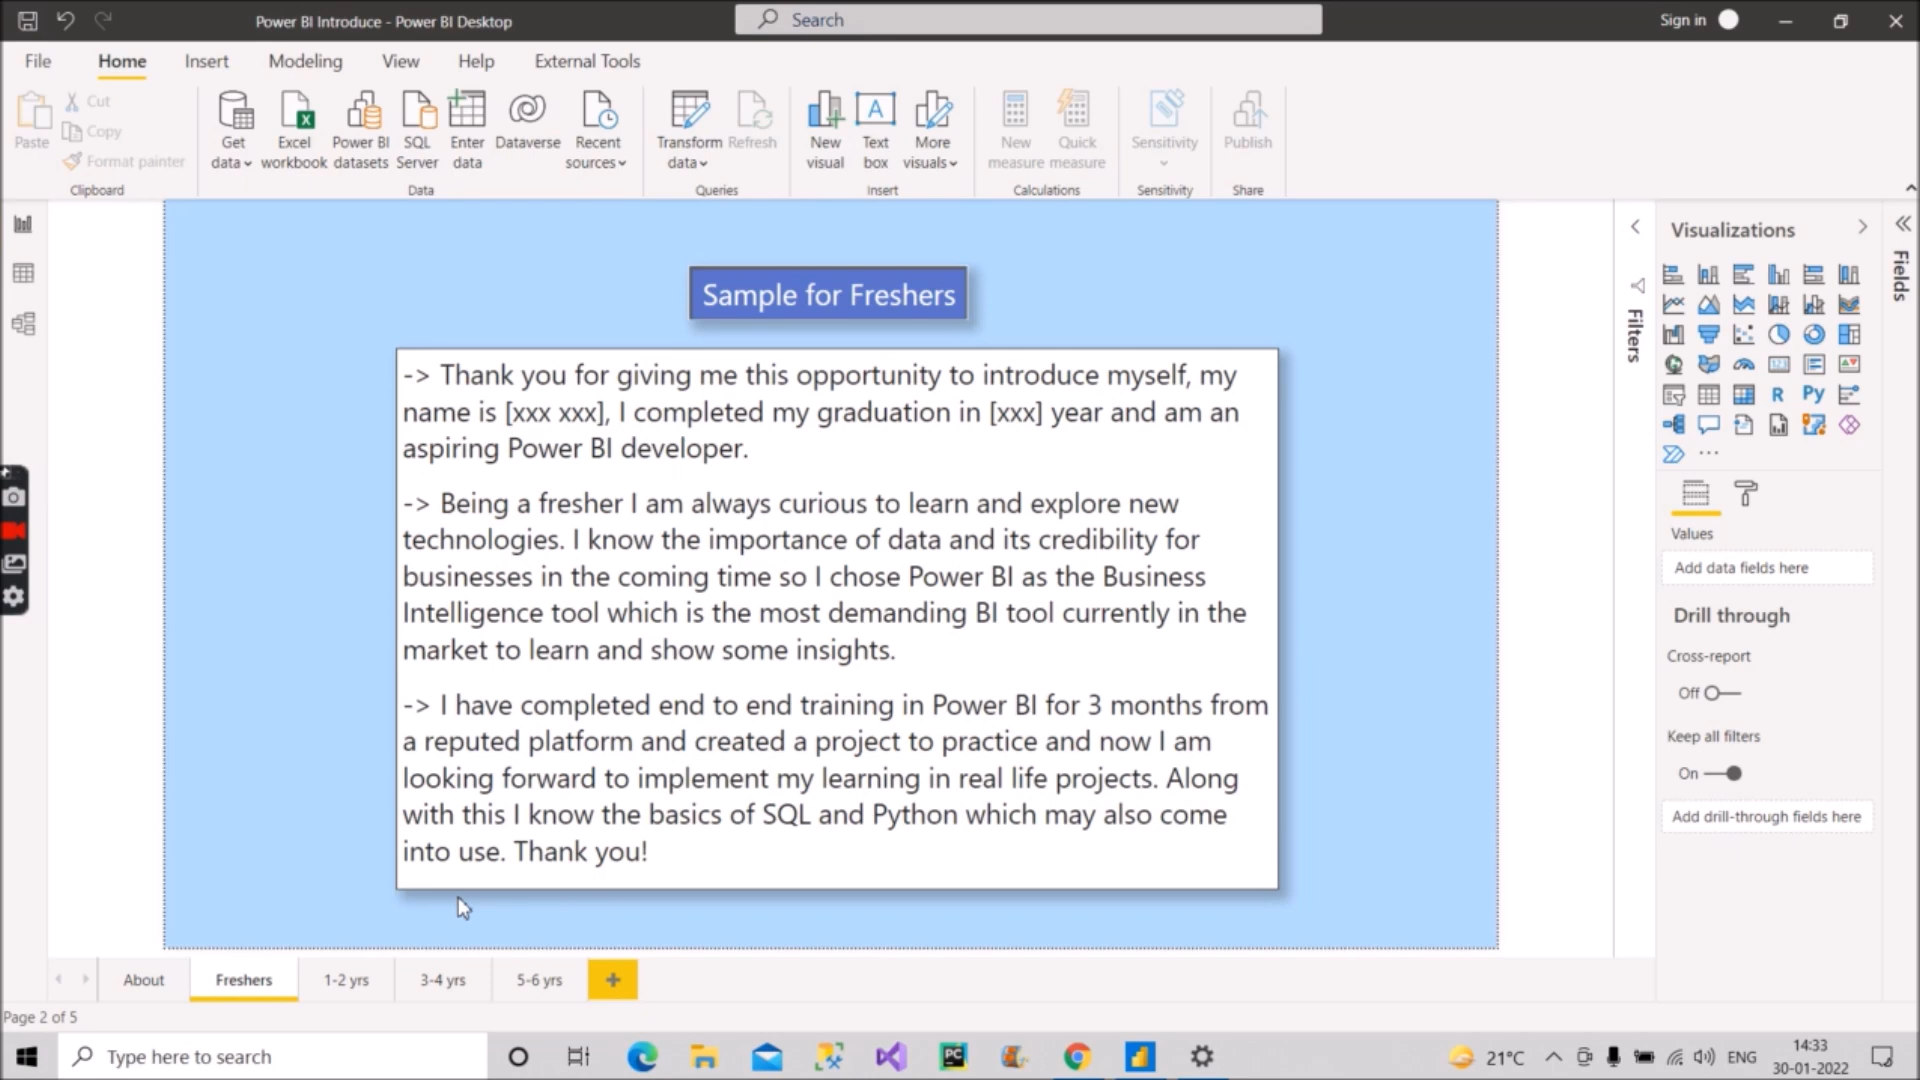 Power BI Introduce - Power BI Desktop
Search
Sign in
File
Home
Insert
Modeling
View
Help
External Tools
Paste
Cut
Copy
Format painter
Clipboard
Get
data
Excel
workbook
Power BI
datasets
SQL
Server
Enter
data
Dataverse
Recent
sources
Data
Transform
data
Refresh
Queries
New
visual
Text
box
More
visuals
Insert
New
measure
Quick
measure
Calculations
Sensitivity
Sensitivity
Publish
Share
Sample for Freshers
-> Thank you for giving me this opportunity to introduce myself, my
name is [xxx xxx], I completed my graduation in [xxx] year and am an
aspiring Power BI developer.
-> Being a fresher I am always curious to learn and explore new
technologies. I know the importance of data and its credibility for
businesses in the coming time so I chose Power BI as the Business
Intelligence tool which is the most demanding BI tool currently in the
market to learn and show some insights.
-> I have completed end to end training in Power BI for 3 months from
a reputed platform and created a project to practice and now I am
looking forward to implement my learning in real life projects. Along
with this I know the basics of SQL and Python which may also come
into use. Thank you!
Filters
Visualizations
R
Py
Values
Add data fields here
Drill through
Cross-report
Off
Keep all filters
On
Add drill-through fields here
Fields
About
Freshers
1-2 yrs
3-4 yrs
5-6 yrs
Page 2 of 5
Type here to search
PC
21°C
ENG
14:33
30-01-2022